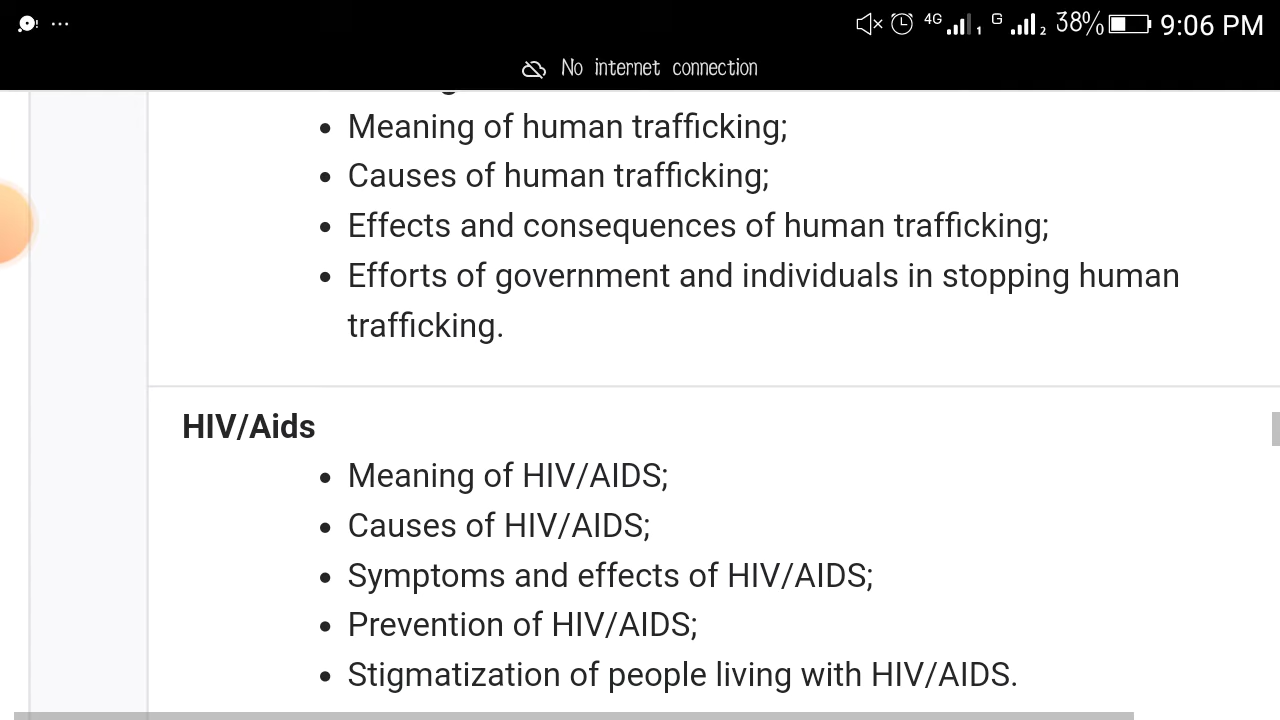 4G 1 G 2 38% 9:06 PM
No internet connection
• Meaning of human trafficking;
• Causes of human trafficking;
• Effects and consequences of human trafficking;
• Efforts of government and individuals in stopping human
trafficking.
HIV/Aids
• Meaning of HIV/AIDS;
• Causes of HIV/AIDS;
• Symptoms and effects of HIV/AIDS;
• Prevention of HIV/AIDS;
• Stigmatization of people living with HIV/AIDS.